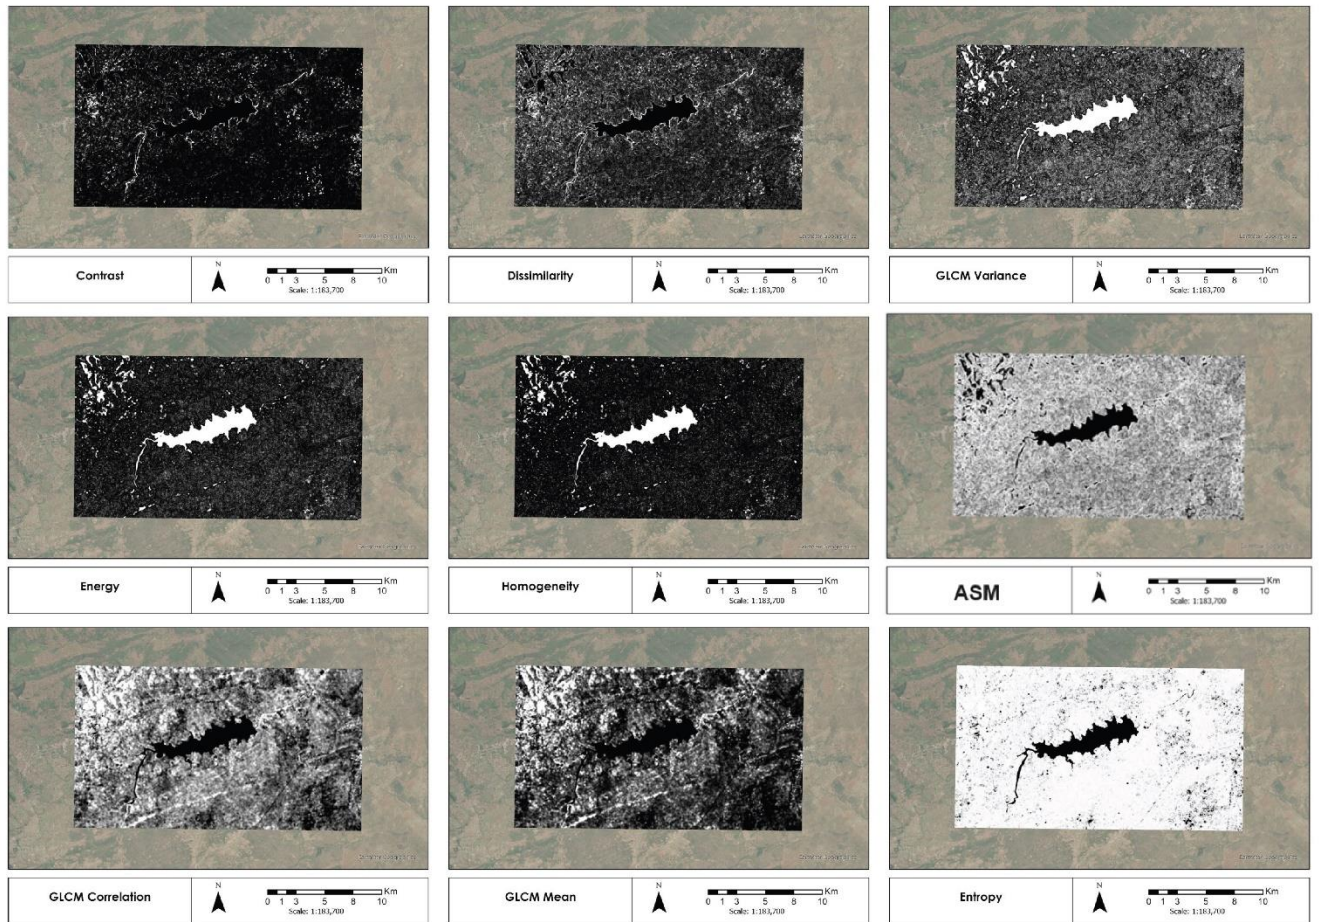 Contrast
N
Km
0 1 3 5 8 10
Scale: 1:183,700
Dissimilarity
N
Km
0 1 3 5 8 10
Scale: 1:183,700
GLCM Variance
N
Km
0 1 3 5 8 10
Scale: 1:183,700
Energy
N
Km
0 1 3 5 8 10
Scale: 1:183,700
Homogeneity
N
Km
0 1 3 5 8 10
Scale: 1:183,700
ASM
N
Km
0 1 3 5 8 10
Scale: 1:183,700
GLCM Correlation
N
Km
0 1 3 5 8 10
Scale: 1:183,700
GLCM Mean
N
Km
0 1 3 5 8 10
Scale: 1:183,700
Entropy
N
Km
0 1 3 5 8 10
Scale: 1:183,700